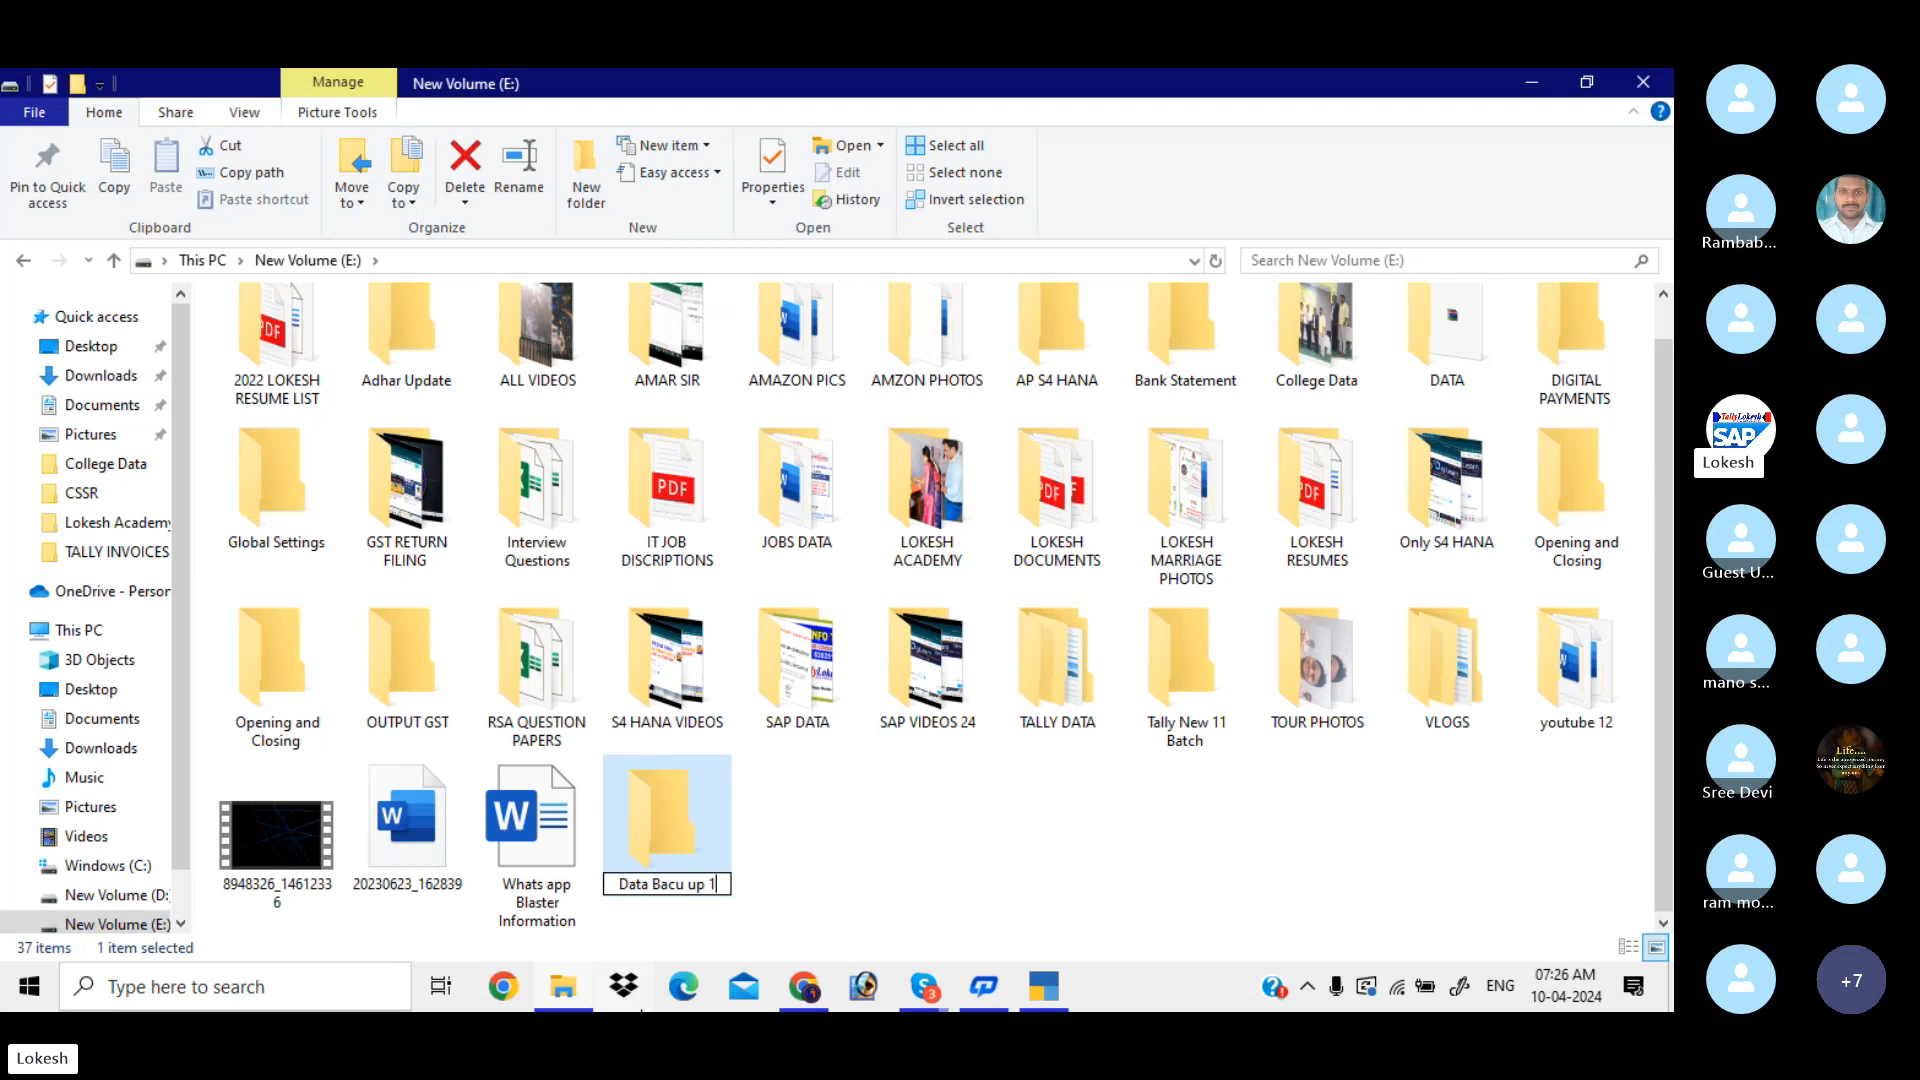 Manage
New Volume (E:)
File
Home
Share
View
Picture Tools
Pin to Quick
access
Copy
Paste
Cut
Copy path
Paste shortcut
Clipboard
Move
to
Copy
to
Delete
Rename
Organize
New
folder
New item
Easy access
New
Properties
Open
Edit
History
Open
Select all
Select none
Invert selection
Select
This PC > New Volume (E:) >
Search New Volume (E:)
Quick access
Desktop
Downloads
Documents
Pictures
College Data
CSSR
Lokesh Academy
TALLY INVOICES
OneDrive - Person
This PC
3D Objects
Desktop
Documents
Downloads
Music
Pictures
Videos
Windows (C:)
New Volume (D:
New Volume (E:)
2022 LOKESH
RESUME LIST
Adhar Update
ALL VIDEOS
AMAR SIR
AMAZON PICS
AMZON PHOTOS
AP S4 HANA
Bank Statement
College Data
DATA
DIGITAL
PAYMENTS
Global Settings
GST RETURN
FILING
Interview
Questions
PDF
IT JOB
DISCRIPTIONS
JOBS DATA
LOKESH
ACADEMY
LOKESH
DOCUMENTS
LOKESH
MARRIAGE
PHOTOS
LOKESH
RESUMES
Only S4 HANA
Opening and
Closing
Opening and
Closing
OUTPUT GST
RSA QUESTION
PAPERS
S4 HANA VIDEOS
SAP DATA
SAP VIDEOS 24
TALLY DATA
Tally New 11
Batch
TOUR PHOTOS
VLOGS
youtube 12
8948326_1461233
6
20230623_162839
Whats app
Blaster
Information
Data Bacu up 1
37 items
1 item selected
Type here to search
3
ENG
07:26 AM
10-04-2024
Rambab...
TallyLokesh
SAP
Lokesh
Guest U...
mano s...
Sree Devi
Life....
ram mo...
+7
Lokesh